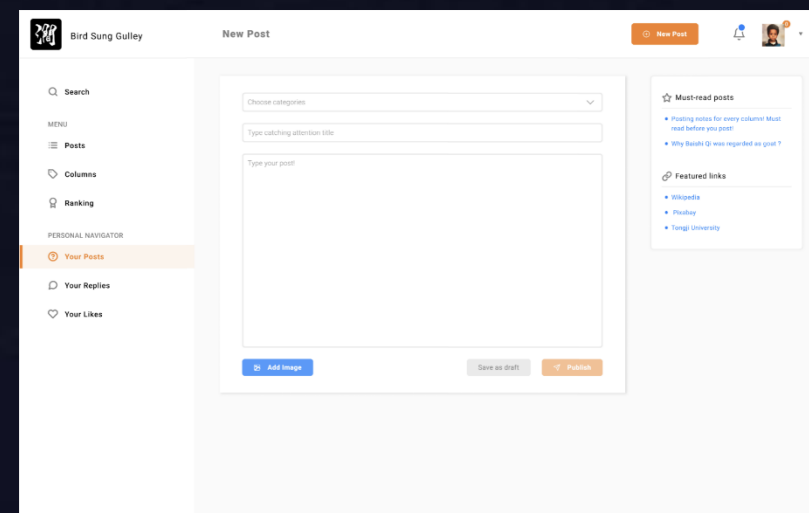 Bird Sung Gulley
New Post
New Post
Search
MENU
Posts
Columns
Ranking
PERSONAL NAVIGATOR
Your Posts
Your Replies
Your Likes
Choose categories
Type catching attention title
Type your post!
Add Image
Save as draft
Publish
Must-read posts
Posting notes for every column! Must
read before you post!
Why Baishi Qi was regarded as goat ?
Featured links
Wikipedia
Pixabay
Tongji University